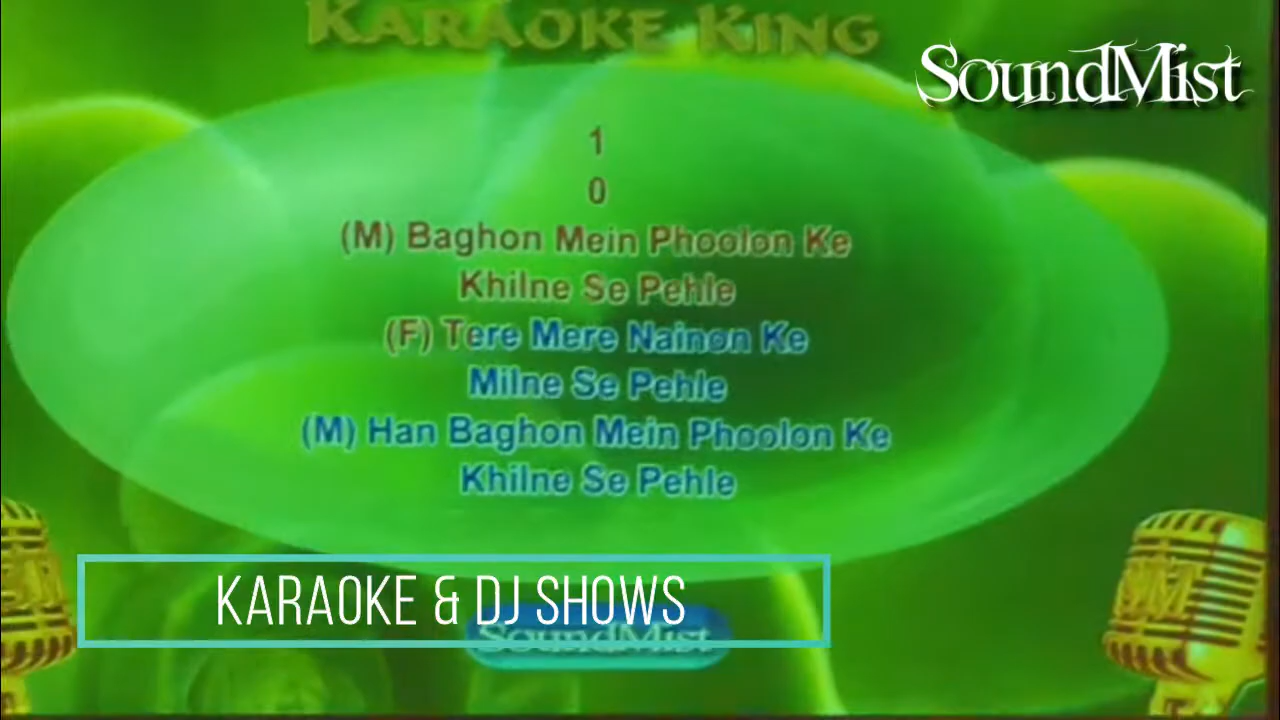 KARAOKE KING
SoundMist
1
0
(M) Baghon Mein Phoolon Ke
Khilne Se Pehle
(F) Tere Mere Nainon Ke
Milne Se Pehle
(M) Han Baghon Mein Phoolon Ke
Khilne Se Pehle
KARAOKE & DJ SHOWS
SoundMist